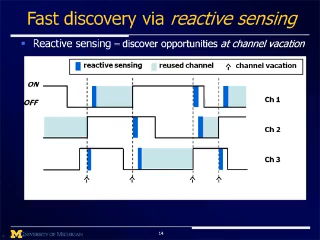 Fast discovery via reactive sensing
Reactive sensing – discover opportunities at channel vacation
reactive sensing reused channel channel vacation
ON
OFF
Ch 1
Ch 2
Ch 3
UNIVERSITY OF MICHIGAN
14